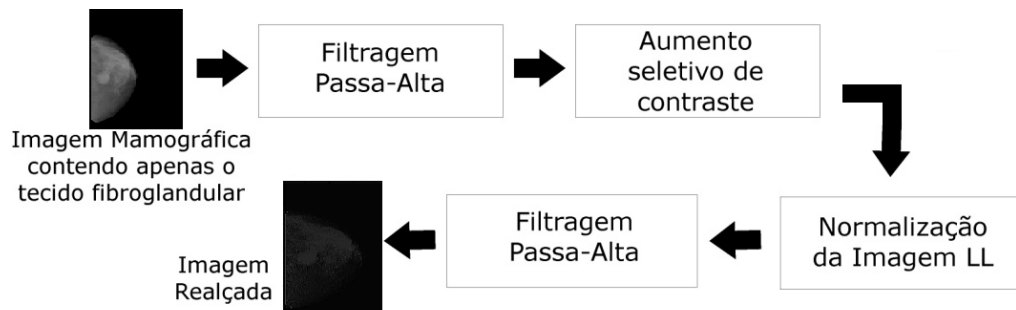 Imagem Mamográfica
contendo apenas o
tecido fibroglandular
Filtragem
Passa-Alta
Aumento
seletivo de
contraste
Normalização
da Imagem LL
Filtragem
Passa-Alta
Imagem
Realçada